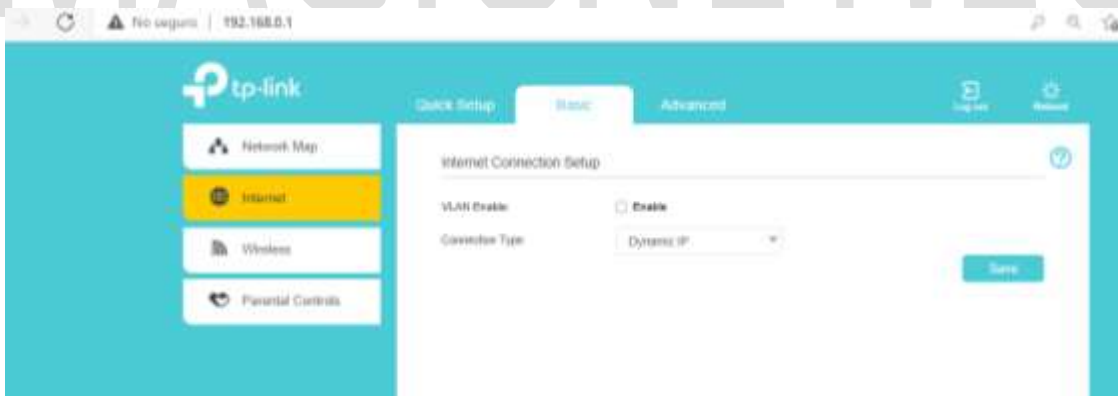 No seguro | 192.168.0.1
tp-link
Quick Setup
Basic
Advanced
Log out
Reboot
Network Map
Internet
Wireless
Parental Controls
Internet Connection Setup
VLAN Enable:
Enable
Connection Type:
Dynamic IP
Save